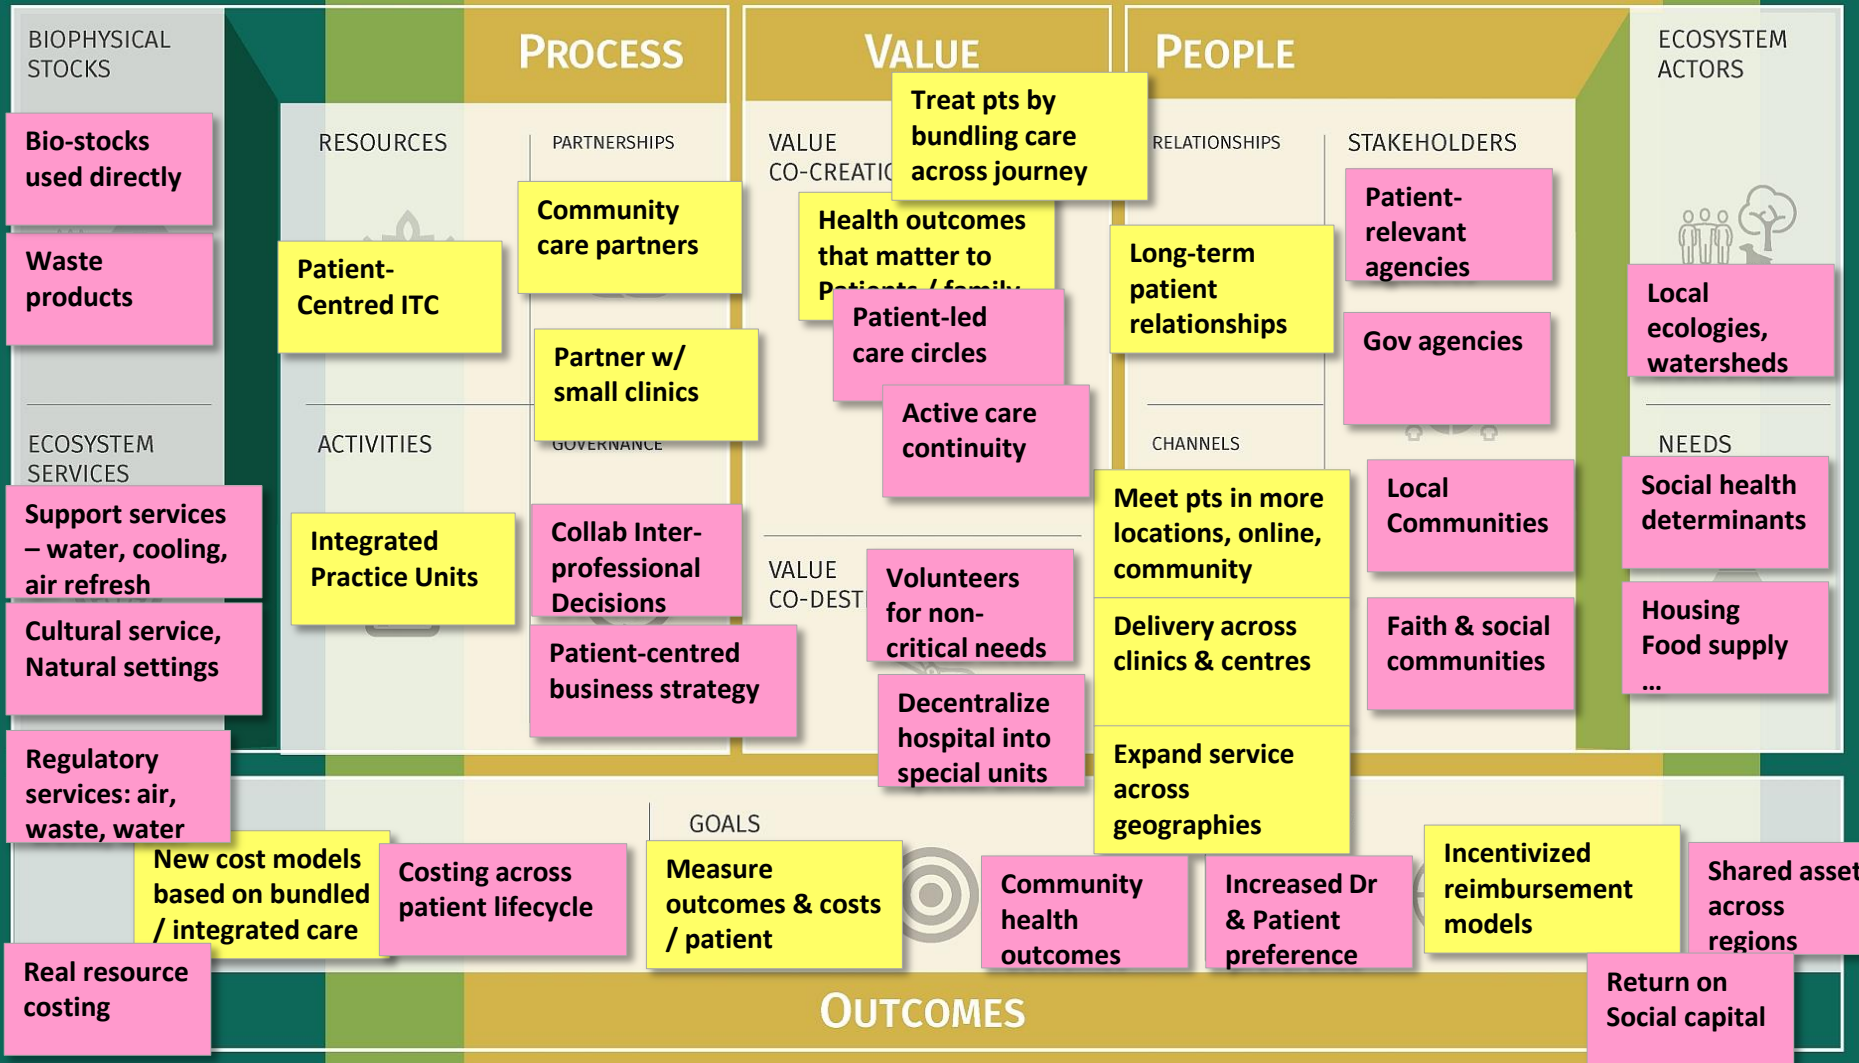 BIOPHYSICAL
STOCKS
Bio-stocks
used directly
Waste
products
ECOSYSTEM
SERVICES
Support services
– water, cooling,
air refresh
Cultural service,
Natural settings
Regulatory
services: air,
waste, water
PROCESS
RESOURCES
Patient-
Centred ITC
PARTNERSHIPS
Community
care partners
Partner w/
small clinics
ACTIVITIES
Integrated
Practice Units
GOVERNANCE
Collab Inter-
professional
Decisions
Patient-centred
business strategy
VALUE
Treat pts by
bundling care
across journey
VALUE
CO-CREATIO
Health outcomes
that matter to
Patients / family
Patient-led
care circles
Active care
continuity
VALUE
CO-DEST
Volunteers
for non-
critical needs
Decentralize
hospital into
special units
PEOPLE
RELATIONSHIPS
Long-term
patient
relationships
CHANNELS
Meet pts in more
locations, online,
community
Delivery across
clinics & centres
Expand service
across
geographies
STAKEHOLDERS
Patient-
relevant
agencies
Gov agencies
Local
Communities
Faith & social
communities
ECOSYSTEM
ACTORS
Local
ecologies,
watersheds
NEEDS
Social health
determinants
Housing
Food supply
...
New cost models
based on bundled
/ integrated care
Real resource
costing
Costing across
patient lifecycle
GOALS
Measure
outcomes & costs
/ patient
Community
health
outcomes
Increased Dr
& Patient
preference
Incentivized
reimbursement
models
Shared asset
across
regions
Return on
Social capital
OUTCOMES